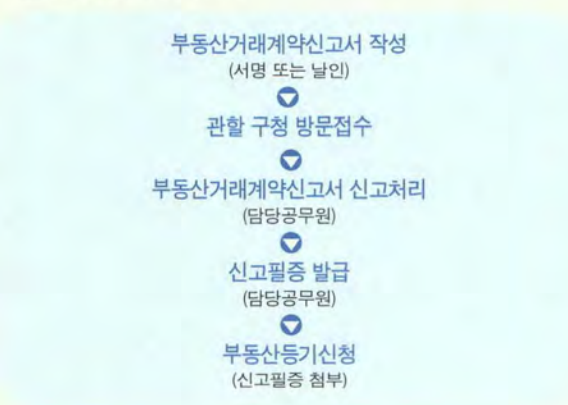 부동산거래계약신고서 작성
(서명 또는 날인)
관할 구청 방문접수
부동산거래계약신고서 신고처리
(담당공무원)
신고필증 발급
(담당공무원)
부동산등기신청
(신고필증 첨부)